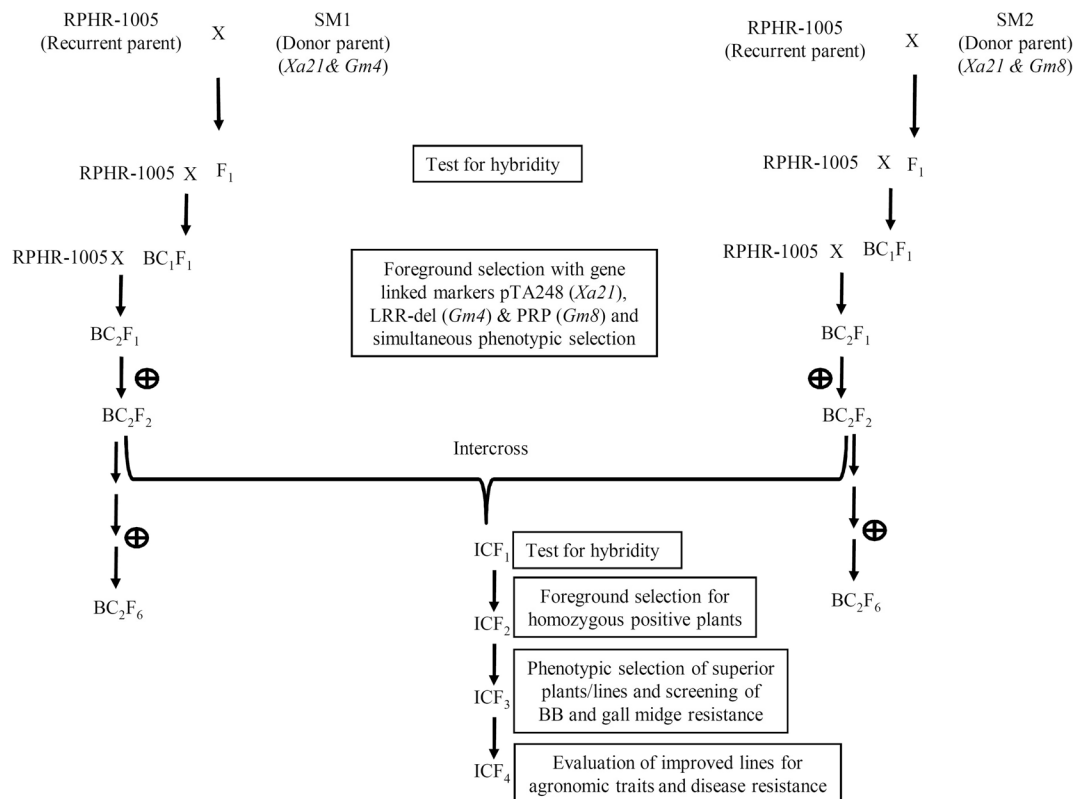 RPHR-1005
(Recurrent parent)
X
SM1
(Donor parent)
(Xa21& Gm4)
RPHR-1005
(Recurrent parent)
X
SM2
(Donor parent)
(Xa21 & Gm8)
RPHR-1005 X F1
Test for hybridity
RPHR-1005 X F1
RPHR-1005 X BC1F1
Foreground selection with gene
linked markers pTA248 (Xa21),
LRR-del (Gm4) & PRP (Gm8) and
simultaneous phenotypic selection
RPHR-1005 X BC1F1
BC2F1
BC2F1
BC2F2
BC2F2
Intercross
ICF1
Test for hybridity
BC2F6
BC2F6
ICF2
Foreground selection for
homozygous positive plants
ICF3
Phenotypic selection of superior
plants/lines and screening of
BB and gall midge resistance
ICF4
Evaluation of improved lines for
agronomic traits and disease resistance